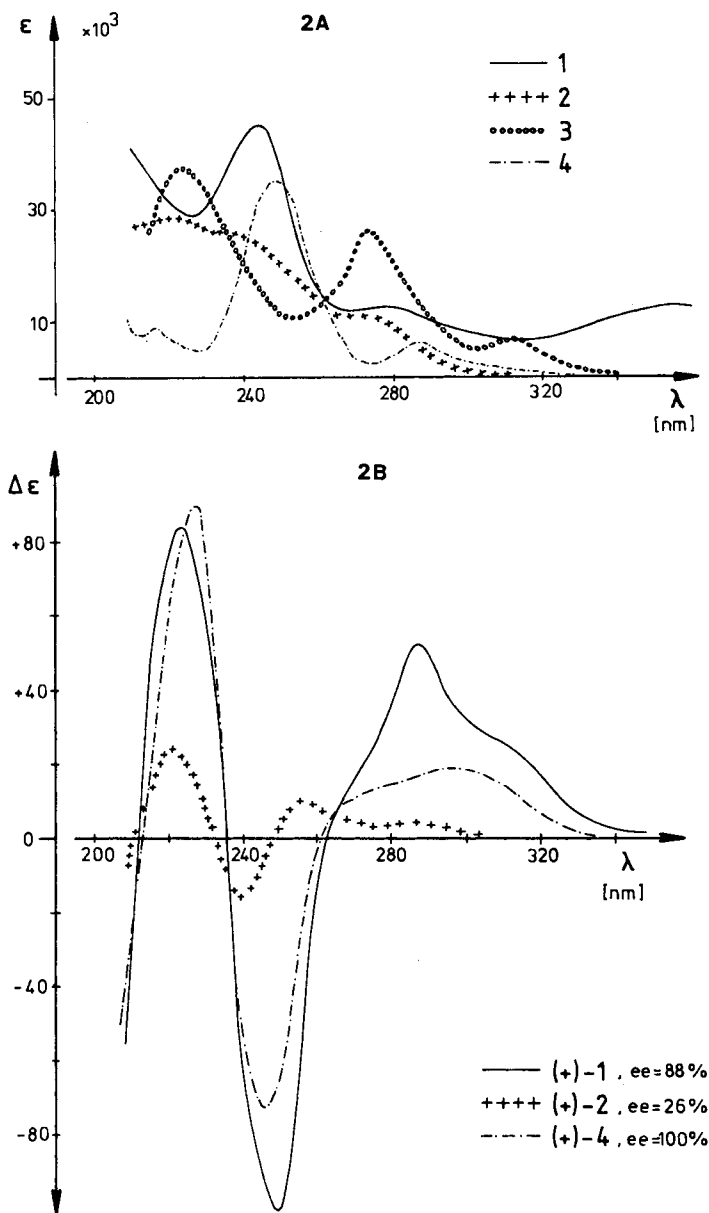 2A
ε ×10³
50
30
10
——— 1
++++ 2
ooooooooo 3
—·—·— 4
200 240 280 320 λ
[nm]
2B
Δε
+80
+40
0
-40
-80
200 240 280 320 λ
[nm]
——— (+)-1 , ee=88%
++++ (+)-2 , ee=26%
—·—·— (+)-4 , ee=100%